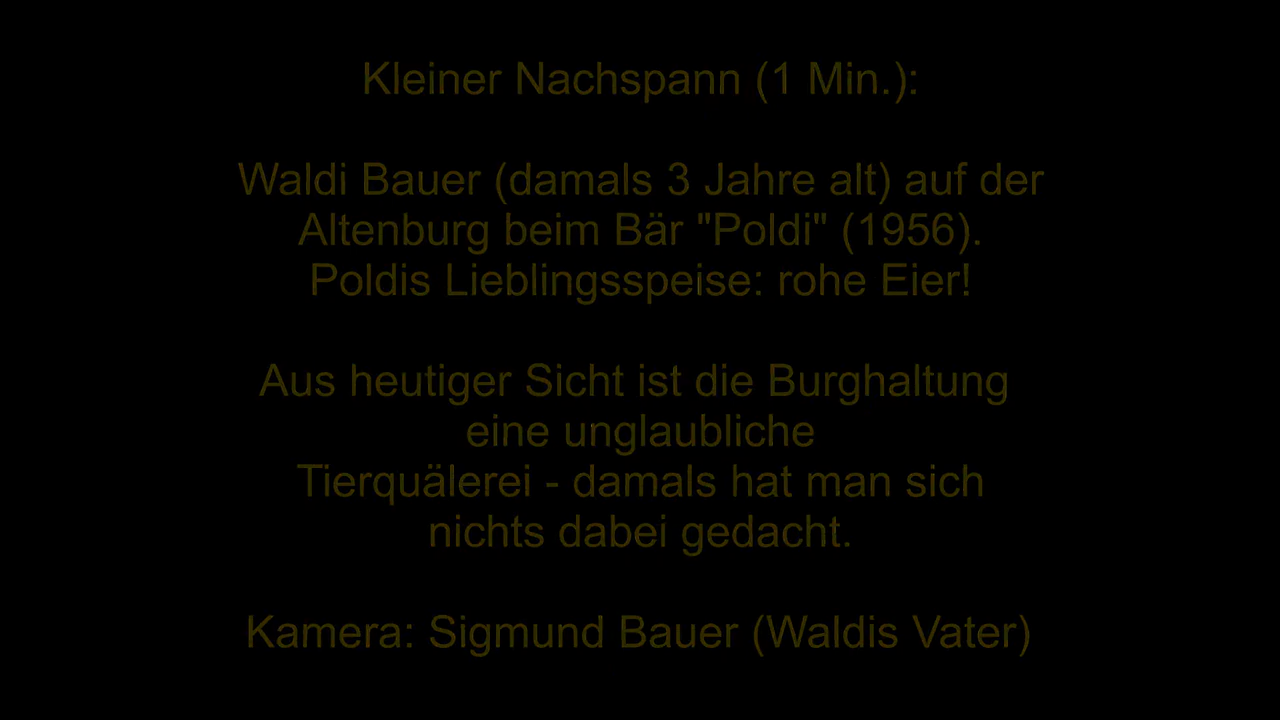 Kleiner Nachspann (1 Min.):
Waldi Bauer (damals 3 Jahre alt) auf der
Altenburg beim Bär "Poldi" (1956).
Poldis Lieblingsspeise: rohe Eier!
Aus heutiger Sicht ist die Burghaltung
eine unglaubliche
Tierquälerei - damals hat man sich
nichts dabei gedacht.
Kamera: Sigmund Bauer (Waldis Vater)